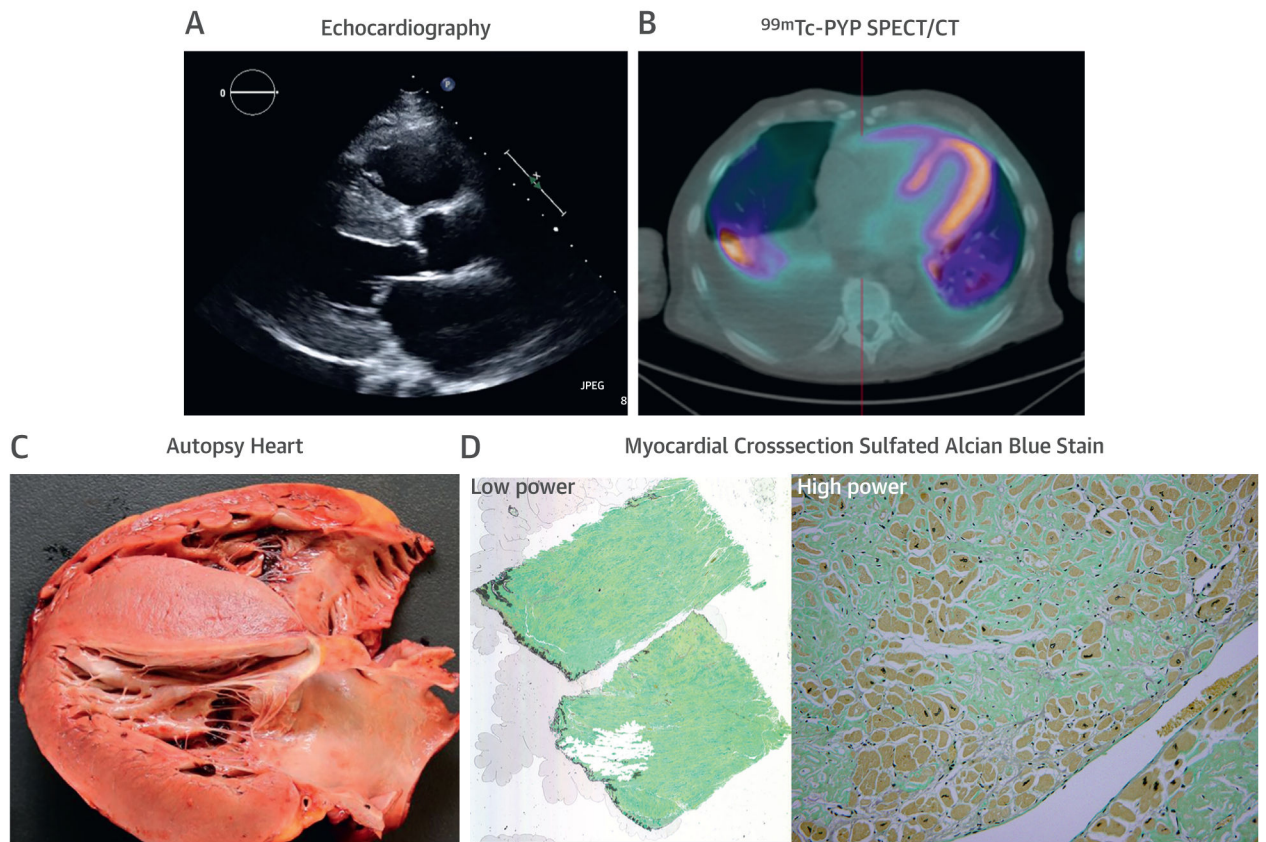 A
Echocardiography
B
99mTc-PYP SPECT/CT
0
P
JPEG
8
C
Autopsy Heart
D
Myocardial Crosssection Sulfated Alcian Blue Stain
Low power
High power